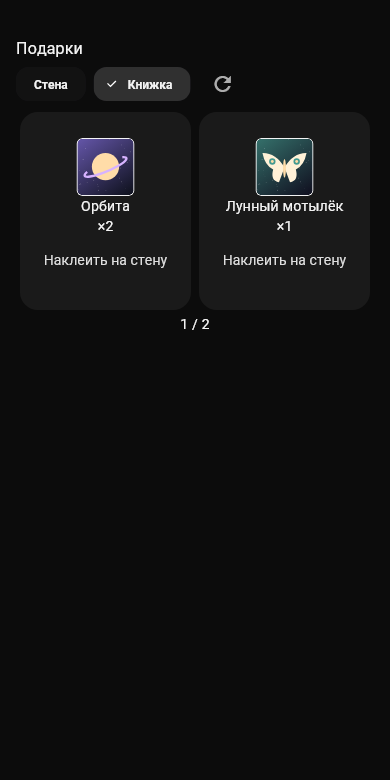 Подарки
Стена
Книжка
Орбита
×2
Наклеить на стену
Лунный мотылёк
×1
Наклеить на стену
1 / 2